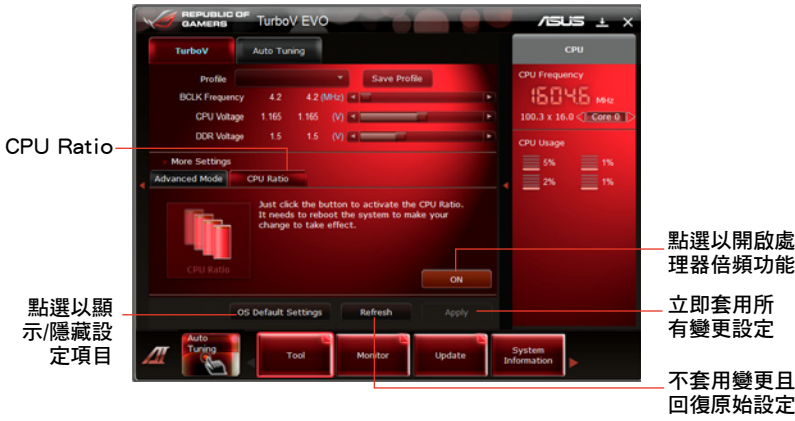 REPUBLIC OF
GAMERS
TurboV EVO
ASUS
TurboV
Auto Tuning
CPU
Profile
Save Profile
BCLK Frequency 4.2 4.2 (MHz)
CPU Voltage 1.165 1.165 (V)
DDR Voltage 1.5 1.5 (V)
CPU Frequency
1604.6 MHz
100.3 x 16.0 Core 0
CPU Usage
5% 1%
2% 1%
More Settings
Advanced Mode
CPU Ratio
CPU Ratio
Just click the button to activate the CPU Ratio.
It needs to reboot the system to make your
change to take effect.
CPU Ratio
ON
點選以開啟處
理器倍頻功能
點選以顯
示/隱藏設
定項目
OS Default Settings
Refresh
Apply
立即套用所
有變更設定
Auto
Tuning
Tool
Monitor
Update
System
Information
不套用變更且
回復原始設定